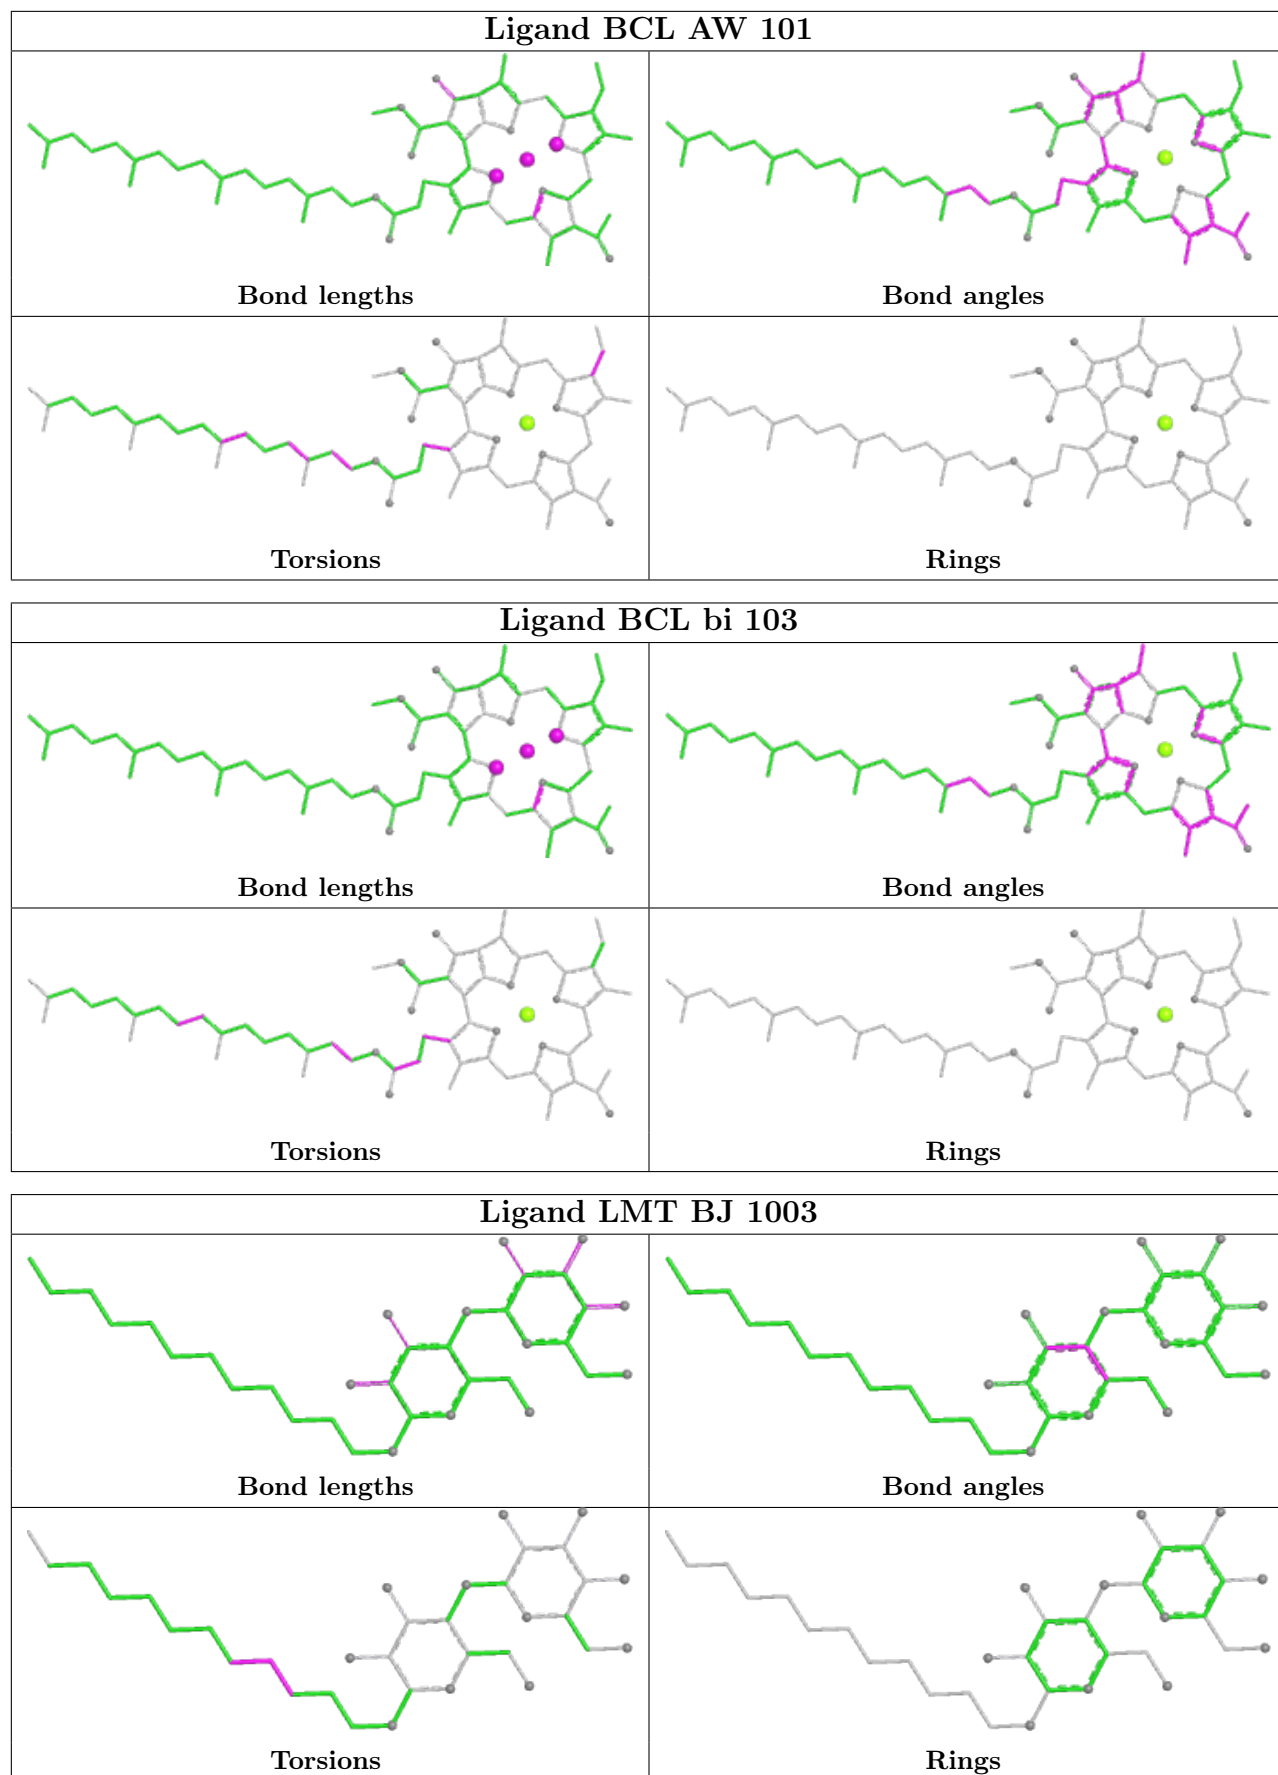 Ligand BCL AW 101
Bond lengths
Bond angles
Torsions
Rings
Ligand BCL bi 103
Bond lengths
Bond angles
Torsions
Rings
Ligand LMT BJ 1003
Bond lengths
Bond angles
Torsions
Rings